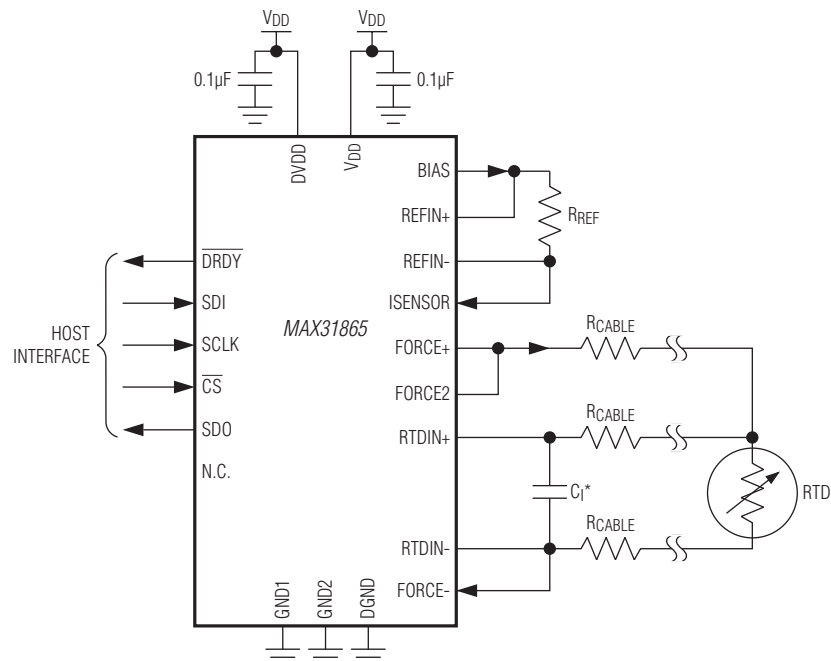 VDD VDD
0.1µF 0.1µF
DVDD VDD
BIAS
REFIN+ RREF
DRDY REFIN-
SDI ISENSOR
HOST INTERFACE
MAX31865
SCLK FORCE+ RCABLE
CS FORCE2
SDO RTDIN+ RCABLE
N.C.
CI* RTD
RCABLE
RTDIN-
FORCE-
GND1 GND2 DGND